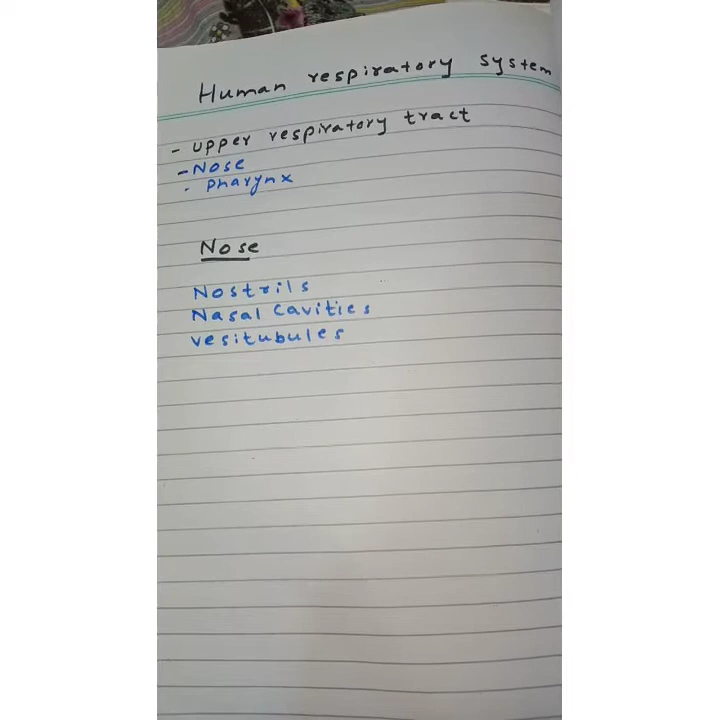 Human respiratory system
- upper respiratory tract
- Nose
- pharynx
Nose
Nostrils
Nasal Cavities
vesitubules